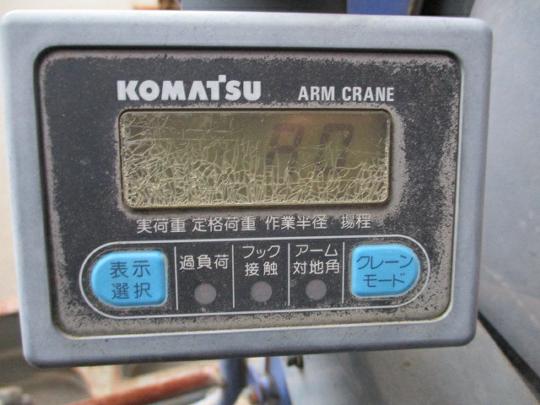 KOMATSU ARM CRANE
実荷重 定格荷重 作業半径 揚程
表示
選択
過負荷
フック
接触
アーム
対地角
クレーン
モード